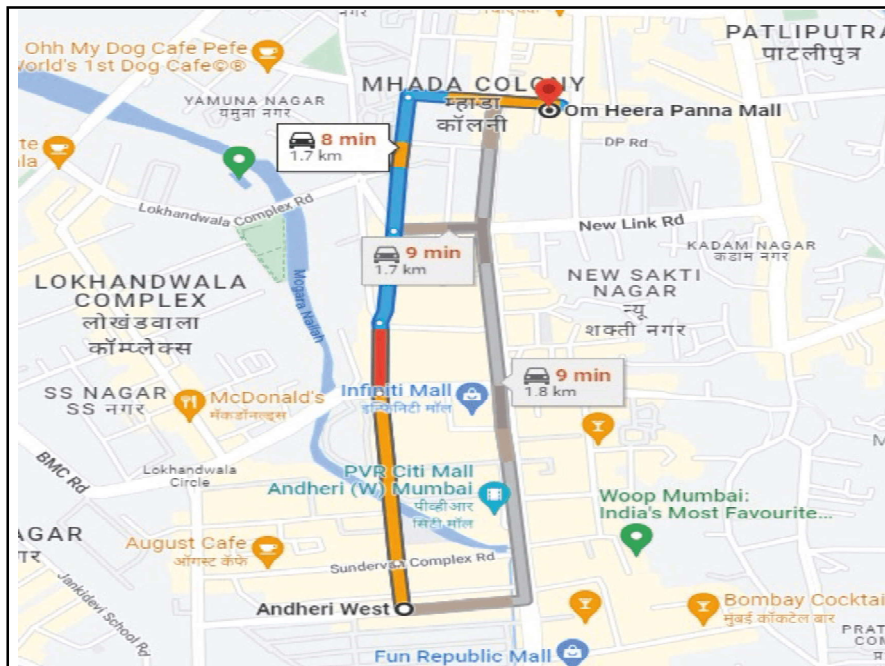 नगर
Ohh My Dog Cafe Pefe
World's 1st Dog Cafe©®
PATLIPUTRA
पाटलीपुत्र
MHADA COLONY
म्हाडा
कॉलनी
YAMUNA NAGAR
यमुना नगर
Om Heera Panna Mall
8 min
1.7 km
DP Rd
Lokhandwala Complex Rd
New Link Rd
9 min
1.7 km
KADAM NAGAR
कदाम नगर
LOKHANDWALA
COMPLEX
लोखंडवाला
कॉम्प्लेक्स
Mogara Nallah
NEW SAKTI
NAGAR
न्यू
शक्ती नगर
9 min
1.8 km
SS NAGAR
SS नगर
McDonald's
मॅकडॉनल्ड्स
Infiniti Mall
इन्फिनिटी मॉल
BMC Rd
Lokhandwala
Circle
PVR Citi Mall
Andheri (W) Mumbai
पीव्हीआर
सिटी मॉल
Woop Mumbai:
India's Most Favourite...
AGAR
August Cafe
ऑगस्ट कॅफे
Sundervan Complex Rd
Jankidevi School Rd
Andheri West
Bombay Cocktai
मुंबई कॉकटेल बार
Fun Republic Mall